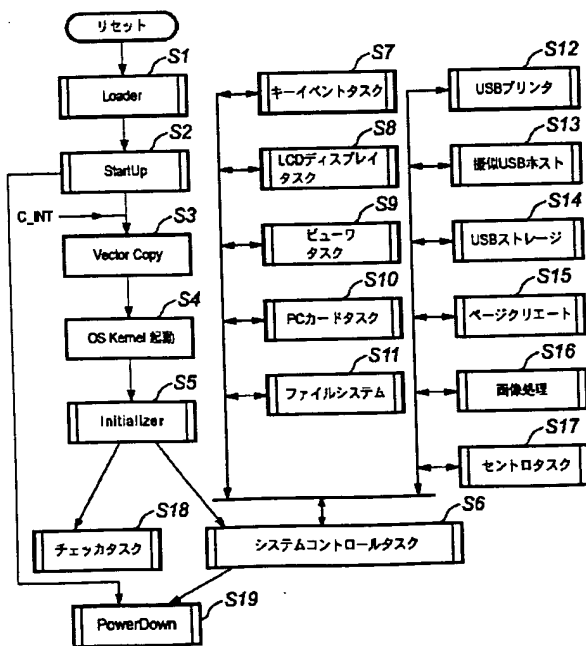 リセット
S1
Loader
S2
StartUp
C_INT
S3
Vector Copy
S4
OS Kernel 起動
S5
Initializer
S18
チェッカタスク
S19
PowerDown
S7
キーイベントタスク
S8
LCDディスプレイ
タスク
S9
ビューワ
タスク
S10
PCカードタスク
S11
ファイルシステム
S6
システムコントロールタスク
S12
USBプリンタ
S13
擬似USBホスト
S14
USBストレージ
S15
ページクリエート
S16
画像処理
S17
セントロタスク